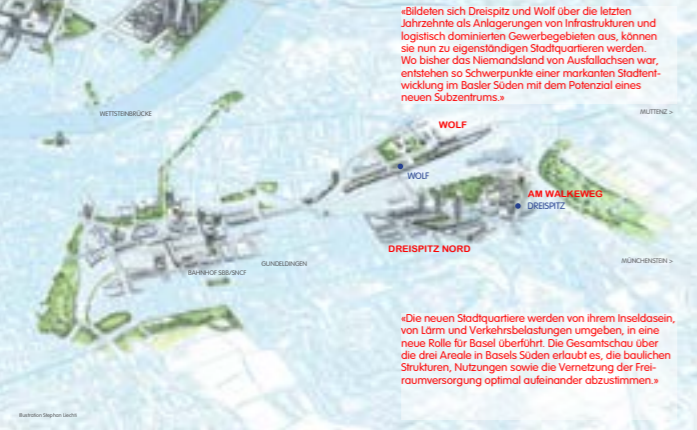 «Bildeten sich Dreispitz und Wolf über die letzten
Jahrzehnte als Anlagerungen von Infrastrukturen und
logistisch dominierten Gewerbegebieten aus, können
sie nun zu eigenständigen Stadtquartieren werden.
Wo bisher das Niemandsland von Ausfallachsen war,
entstehen so Schwerpunkte einer markanten Stadtent-
wicklung im Basler Süden mit dem Potenzial eines
neuen Subzentrums.»
WETTSTEINBRÜCKE
MUTTENZ >
WOLF
WOLF
AM WALKEWEG
DREISPITZ
DREISPITZ NORD
GUNDELDINGEN
BAHNHOF SBB/SNCF
MÜNCHENSTEIN >
«Die neuen Stadtquartiere werden von ihrem Inseldasein,
von Lärm und Verkehrsbelastungen umgeben, in eine
neue Rolle für Basel überführt. Die Gesamtschau über
die drei Areale in Basels Süden erlaubt es, die baulichen
Strukturen, Nutzungen sowie die Vernetzung der Frei-
raumversorgung optimal aufeinander abzustimmen.»
Illustration Stephan Liechti